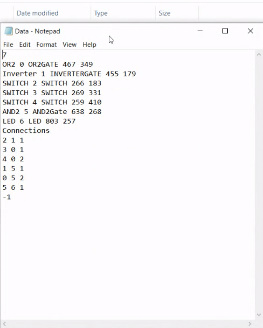 Date modified Type Size
Data - Notepad
File Edit Format View Help
7
OR2 0 OR2GATE 467 349
Inverter 1 INVERTERGATE 455 179
SWITCH 2 SWITCH 266 183
SWITCH 3 SWITCH 269 331
SWITCH 4 SWITCH 259 410
AND2 5 AND2Gate 638 268
LED 6 LED 803 257
Connections
2 1 1
3 0 1
4 0 2
1 5 1
0 5 2
5 6 1
-1